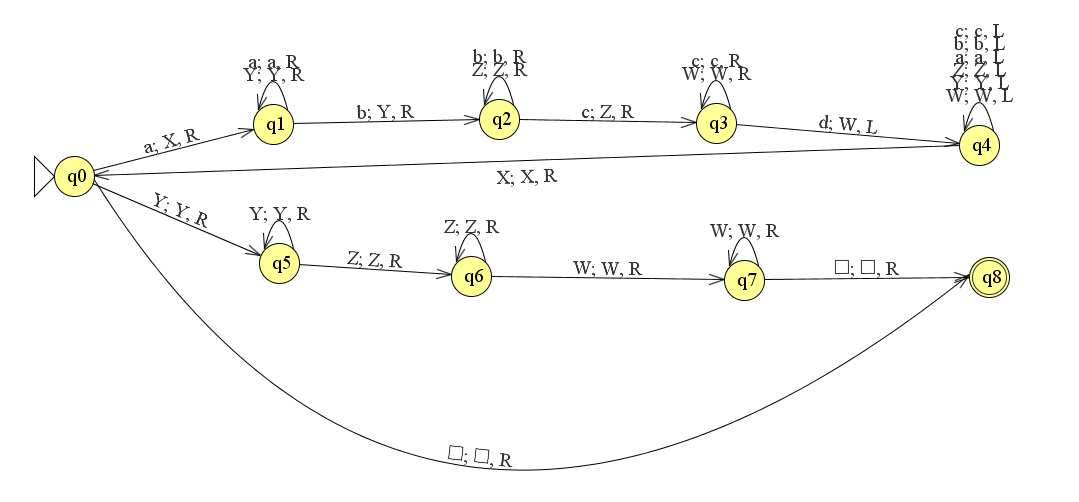 c; c, L
b; b, L
a; a, L
Z; Z, L
Y; Y, L
W; W, L
a; a, R
Y; Y, R
b; b, R
Z; Z, R
c; c, R
W; W, R
q1
b; Y, R
q2
c; Z, R
q3
d; W, L
q4
a; X, R
q0
X; X, R
Y; Y, R
Y; Y, R
Z; Z, R
W; W, R
q5
Z; Z, R
q6
W; W, R
q7
□; □, R
q8
□; □, R